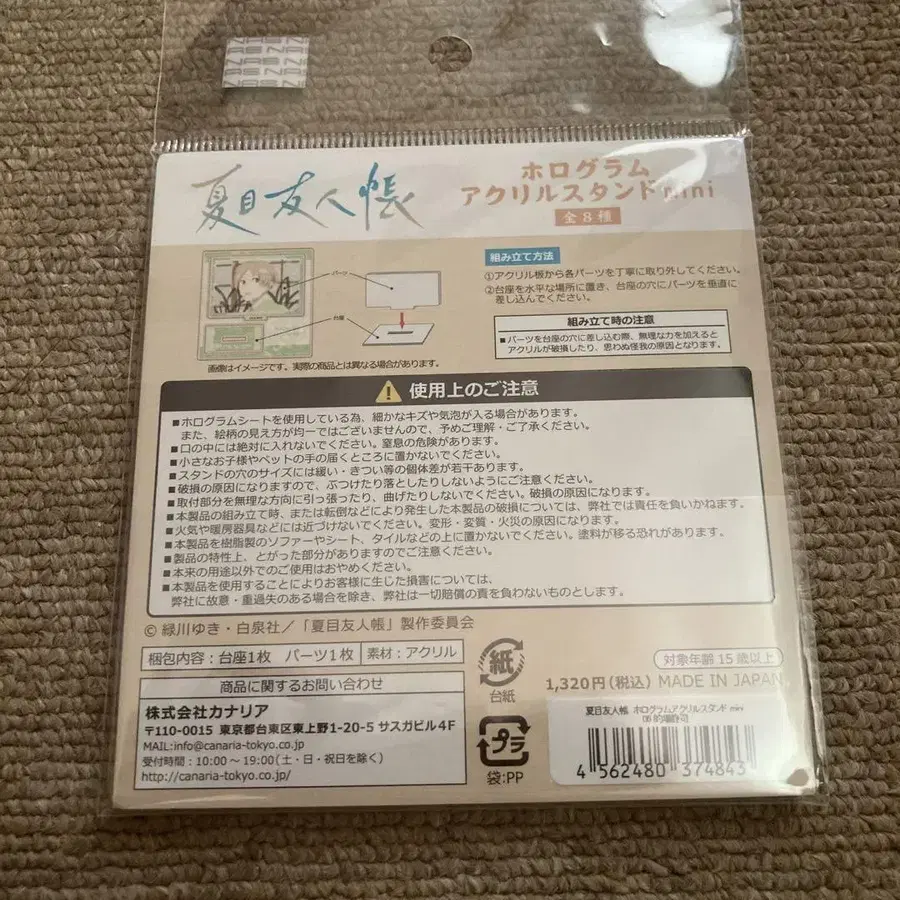 夏目友人帳
ホログラム
アクリルスタンドmini
全8種
組み立て方法
①アクリル板から各パーツを丁寧に取り外してください。
②台座を水平な場所に置き、台座の穴にパーツを垂直に
差し込んでください。
パーツ
台座
組み立て時の注意
■パーツを台座の穴に差し込む際、無理な力を加えると
アクリルが破損したり、思わぬ怪我の原因となります。
画像はイメージです。実際の商品とは異なる場合があります。
使用上のご注意
■ホログラムシートを使用している為、細かなキズや気泡が入る場合があります。
また、絵柄の見え方が均一ではございませんので、予めご理解・ご了承ください。
■口の中には絶対に入れないでください。窒息の危険があります。
■小さなお子様やペットの手の届くところに置かないでください。
■スタンドの穴のサイズには緩い・きつい等の個体差が若干あります。
■破損の原因になりますので、ぶつけたり落としたりしないようにご注意ください。
■取付部分を無理な方向に引っ張ったり、曲げたりしないでください。破損の原因になります。
■本製品の組み立て時、または転倒などにより発生した本製品の破損については、弊社では責任を負いかねます。
■火気や暖房器具などには近づけないでください。変形・変質・火災の原因になります。
■本製品を樹脂製のソファーやシート、タイルなどの上に置かないでください。塗料が移る恐れがあります。
■製品の特性上、とがった部分がありますのでご注意ください。
■本来の用途以外でのご使用はおやめください。
■本製品を使用することによりお客様に生じた損害については、
弊社に故意・重過失のある場合を除き、弊社は一切賠償の責を負わないものとします。
© 緑川ゆき・白泉社/「夏目友人帳」製作委員会
梱包内容:台座1枚 パーツ1枚 素材:アクリル
商品に関するお問い合わせ
株式会社カナリア
〒110-0015 東京都台東区東上野1-20-5 サスガビル4F
MAIL:info@canaria-tokyo.co.jp
受付時間:10:00~19:00(土・日・祝日を除く)
http://canaria-tokyo.co.jp/
紙
台紙
プラ
袋:PP
対象年齢15歳以上
1,320円(税込) MADE IN JAPAN
夏目友人帳 ホログラムアクリルスタンド mini
06 的場静司
4 562480 374843